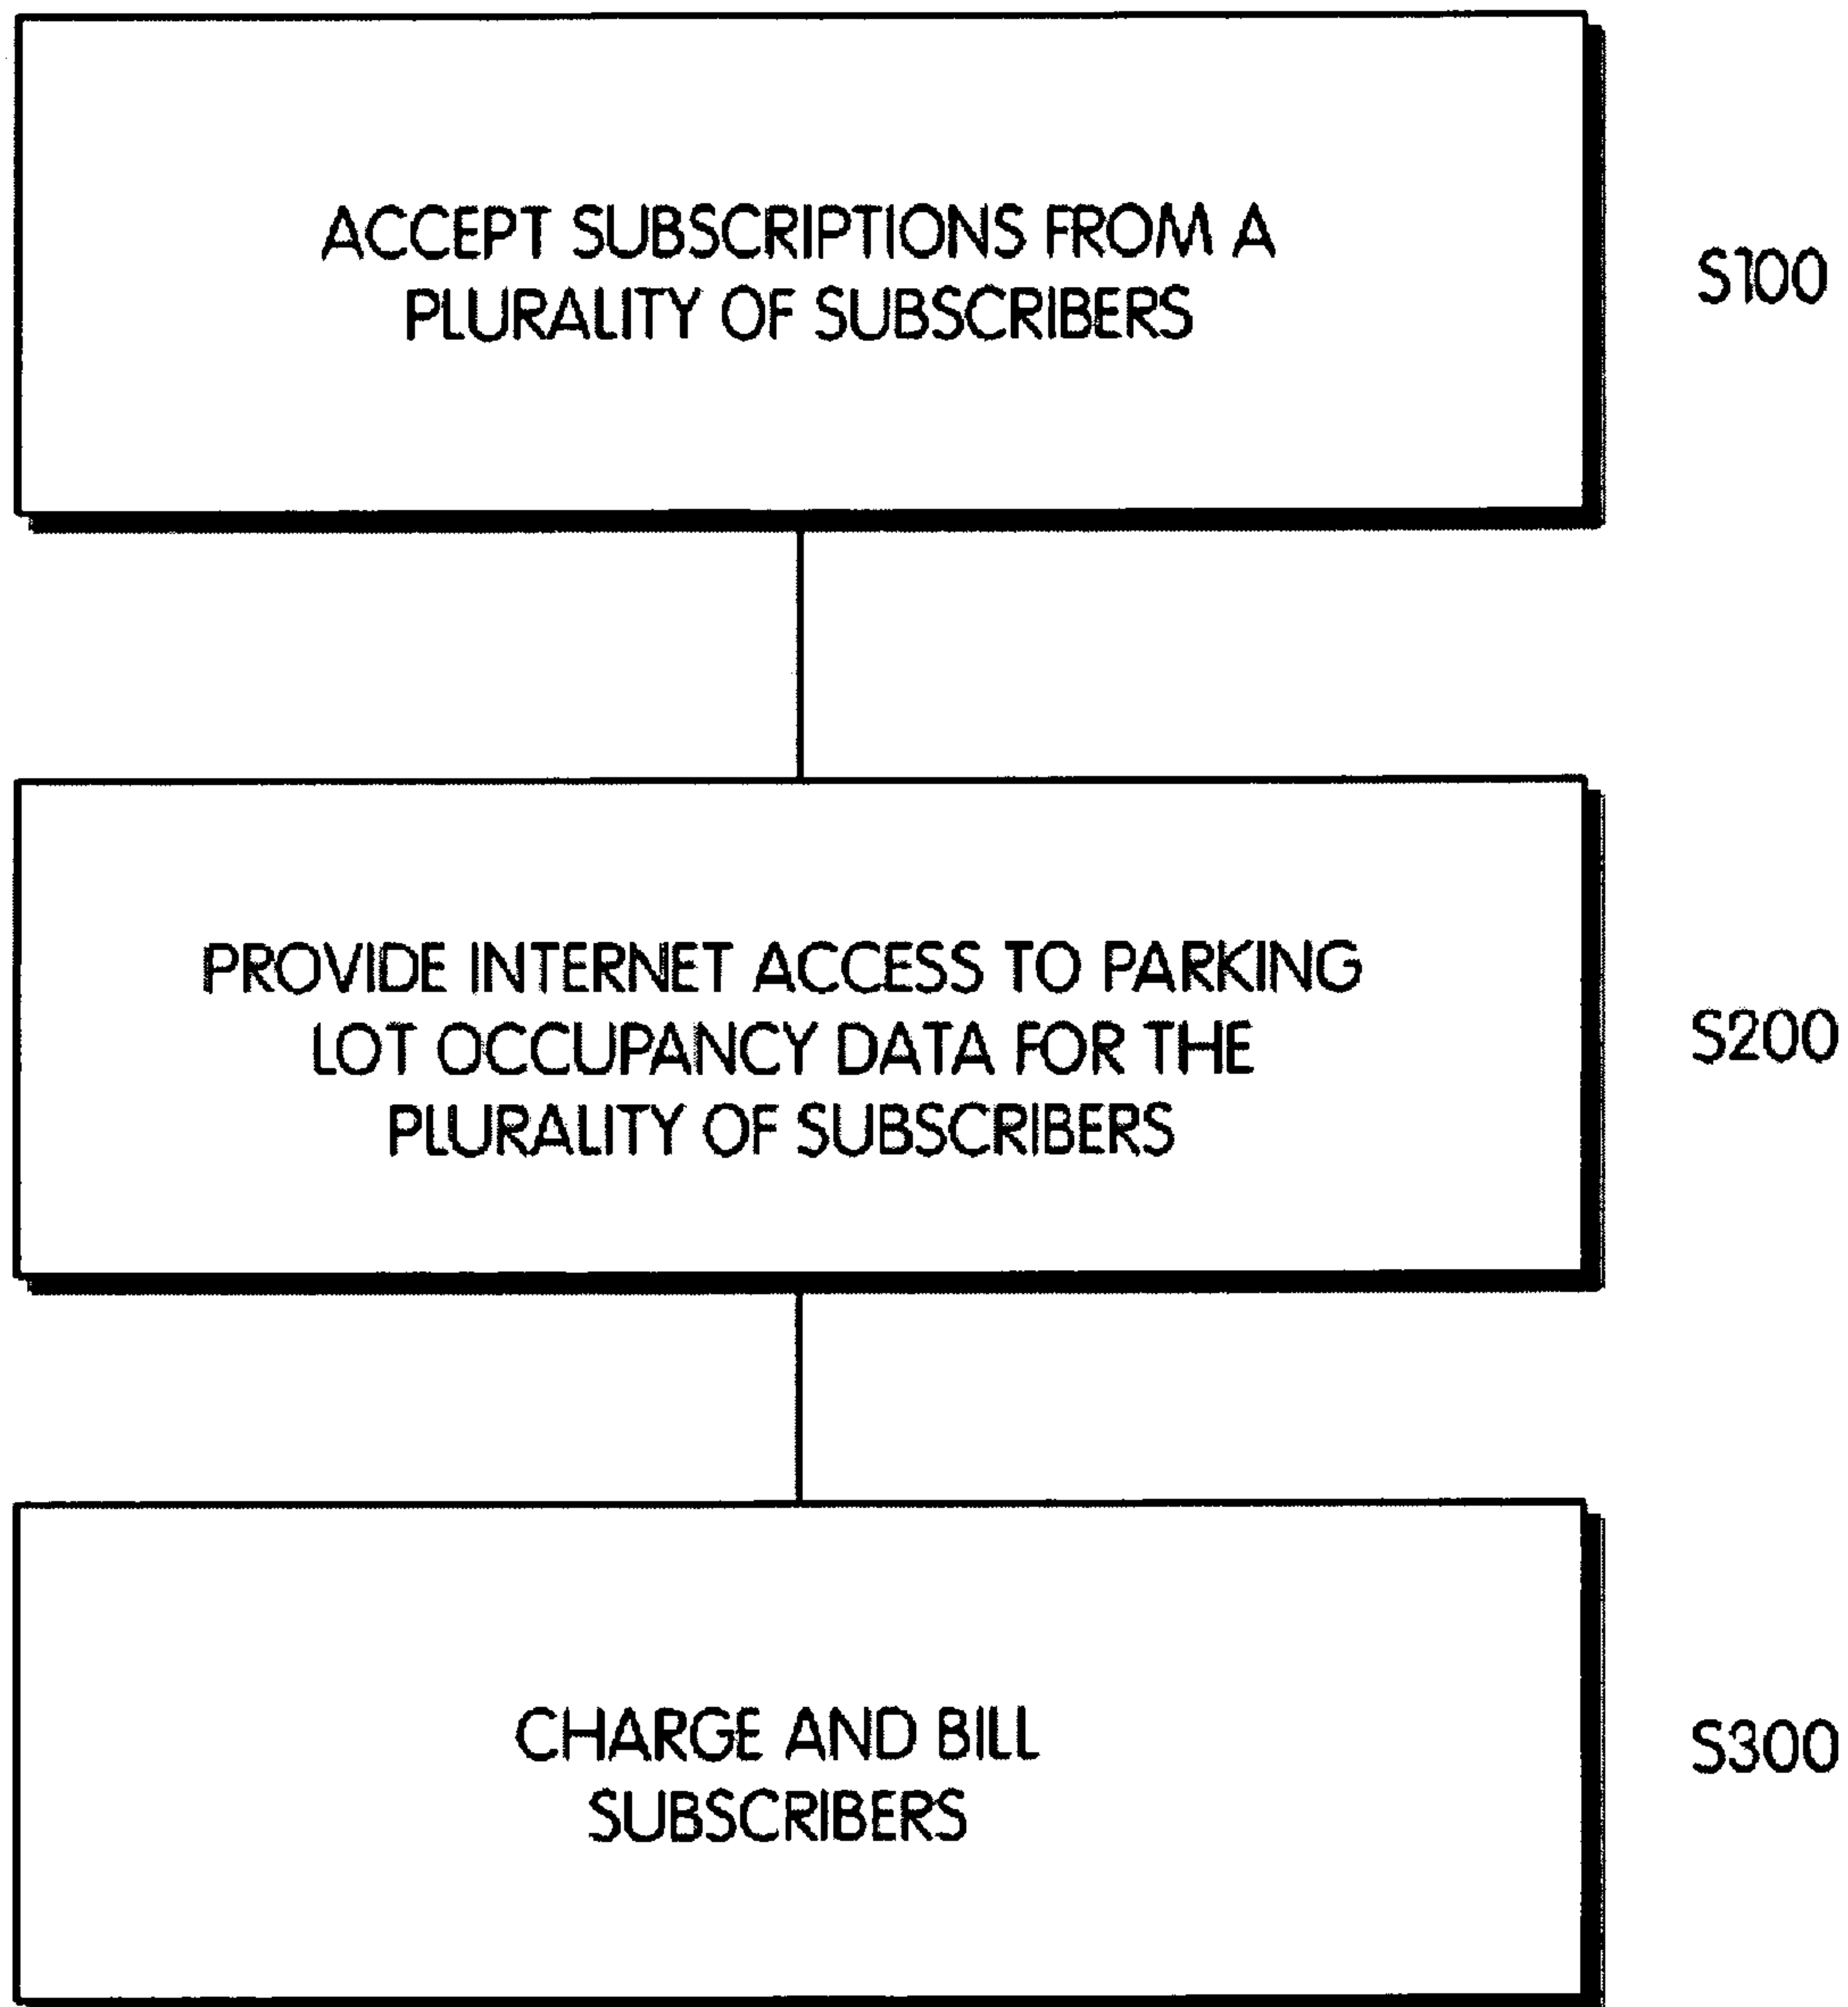 ACCEPT SUBSCRIPTIONS FROM A
PLURALITY OF SUBSCRIBERS
S100
PROVIDE INTERNET ACCESS TO PARKING
LOT OCCUPANCY DATA FOR THE
PLURALITY OF SUBSCRIBERS
S200
CHARGE AND BILL
SUBSCRIBERS
S300